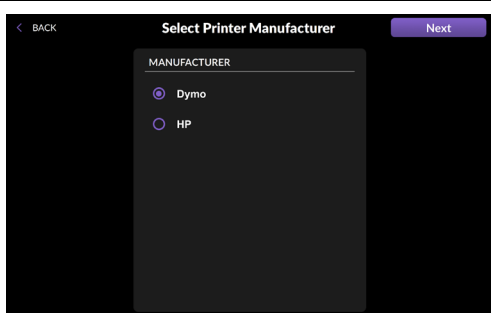 BACK
Select Printer Manufacturer
Next
MANUFACTURER
Dymo
HP